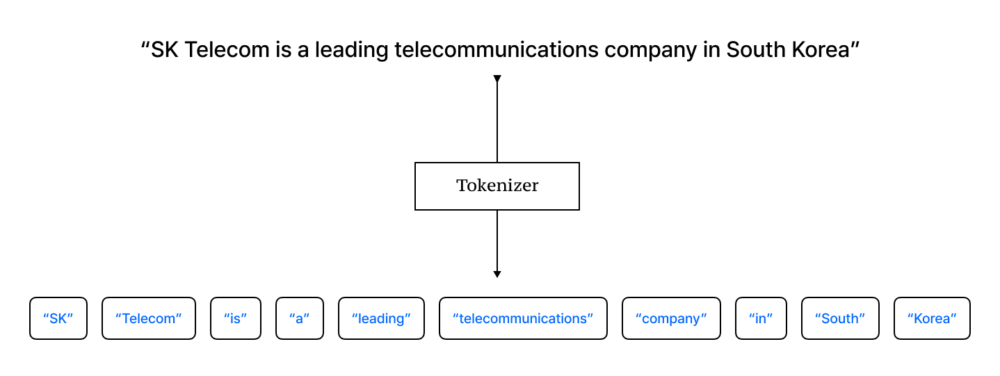 “SK Telecom is a leading telecommunications company in South Korea”
Tokenizer
“SK” “Telecom” “is” “a” “leading” “telecommunications” “company” “in” “South” “Korea”